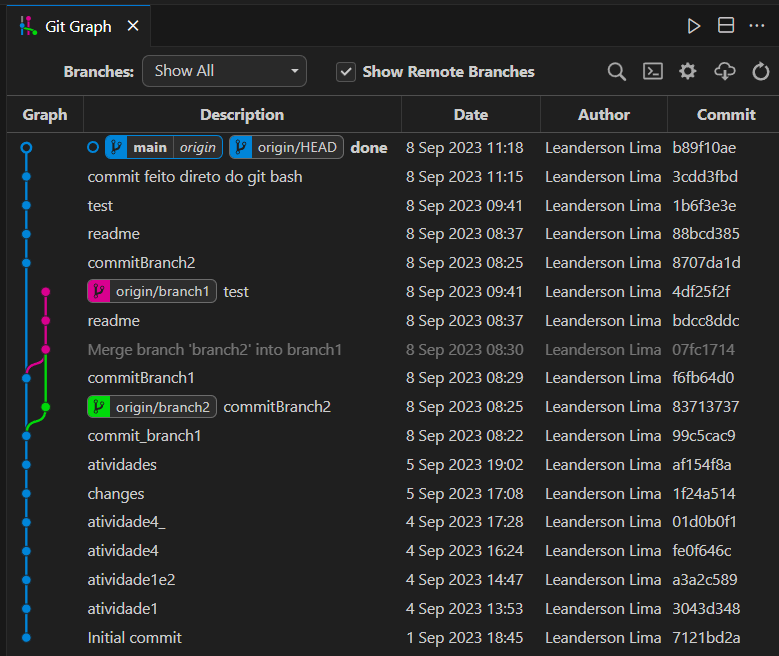 Git Graph
Branches: Show All Show Remote Branches
Graph Description Date Author Commit
main origin origin/HEAD done 8 Sep 2023 11:18 Leanderson Lima b89f10ae
commit feito direto do git bash 8 Sep 2023 11:15 Leanderson Lima 3cdd3fbd
test 8 Sep 2023 09:41 Leanderson Lima 1b6f3e3e
readme 8 Sep 2023 08:37 Leanderson Lima 88bcd385
commitBranch2 8 Sep 2023 08:25 Leanderson Lima 8707da1d
origin/branch1 test 8 Sep 2023 09:41 Leanderson Lima 4df25f2f
readme 8 Sep 2023 08:37 Leanderson Lima bdcc8ddc
Merge branch 'branch2' into branch1 8 Sep 2023 08:30 Leanderson Lima 07fc1714
commitBranch1 8 Sep 2023 08:29 Leanderson Lima f6fb64d0
origin/branch2 commitBranch2 8 Sep 2023 08:25 Leanderson Lima 83713737
commit_branch1 8 Sep 2023 08:22 Leanderson Lima 99c5cac9
atividades 5 Sep 2023 19:02 Leanderson Lima af154f8a
changes 5 Sep 2023 17:08 Leanderson Lima 1f24a514
atividade4_ 4 Sep 2023 17:28 Leanderson Lima 01d0b0f1
atividade4 4 Sep 2023 16:24 Leanderson Lima fe0f646c
atividade1e2 4 Sep 2023 14:47 Leanderson Lima a3a2c589
atividade1 4 Sep 2023 13:53 Leanderson Lima 3043d348
Initial commit 1 Sep 2023 18:45 Leanderson Lima 7121bd2a